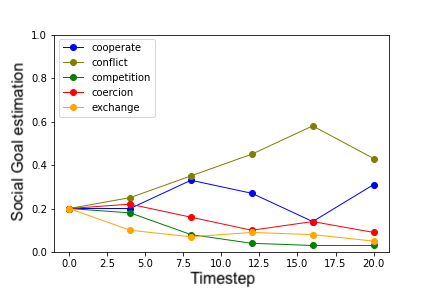 1.0
0.8
0.6
0.4
0.2
0.0
Social Goal estimation
cooperate
conflict
competition
coercion
exchange
0.0 2.5 5.0 7.5 10.0 12.5 15.0 17.5 20.0
Timestep